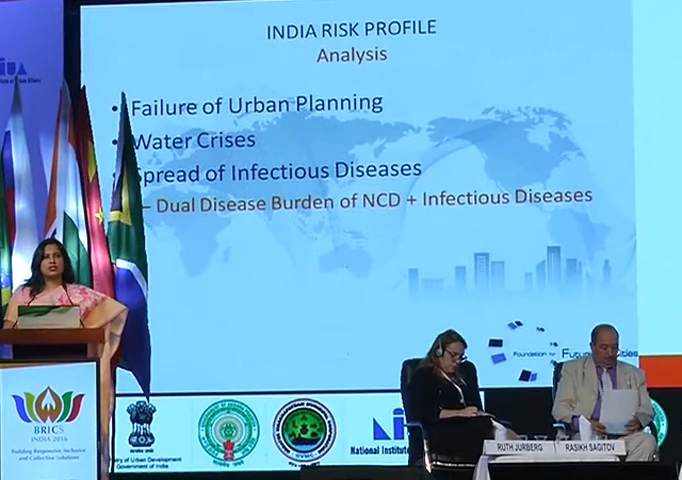 INDIA RISK PROFILE
Analysis
• Failure of Urban Planning
• Water Crises
Spread of Infectious Diseases
– Dual Disease Burden of NCD + Infectious Diseases
Foundation for Futu Cities
BRICS
INDIA 2016
Building Responsive, Inclusive
and Collective Solutions
ry of Urban Development
Government of India
National Institute
RUTH JURBERG
RASIKH SAGITOV